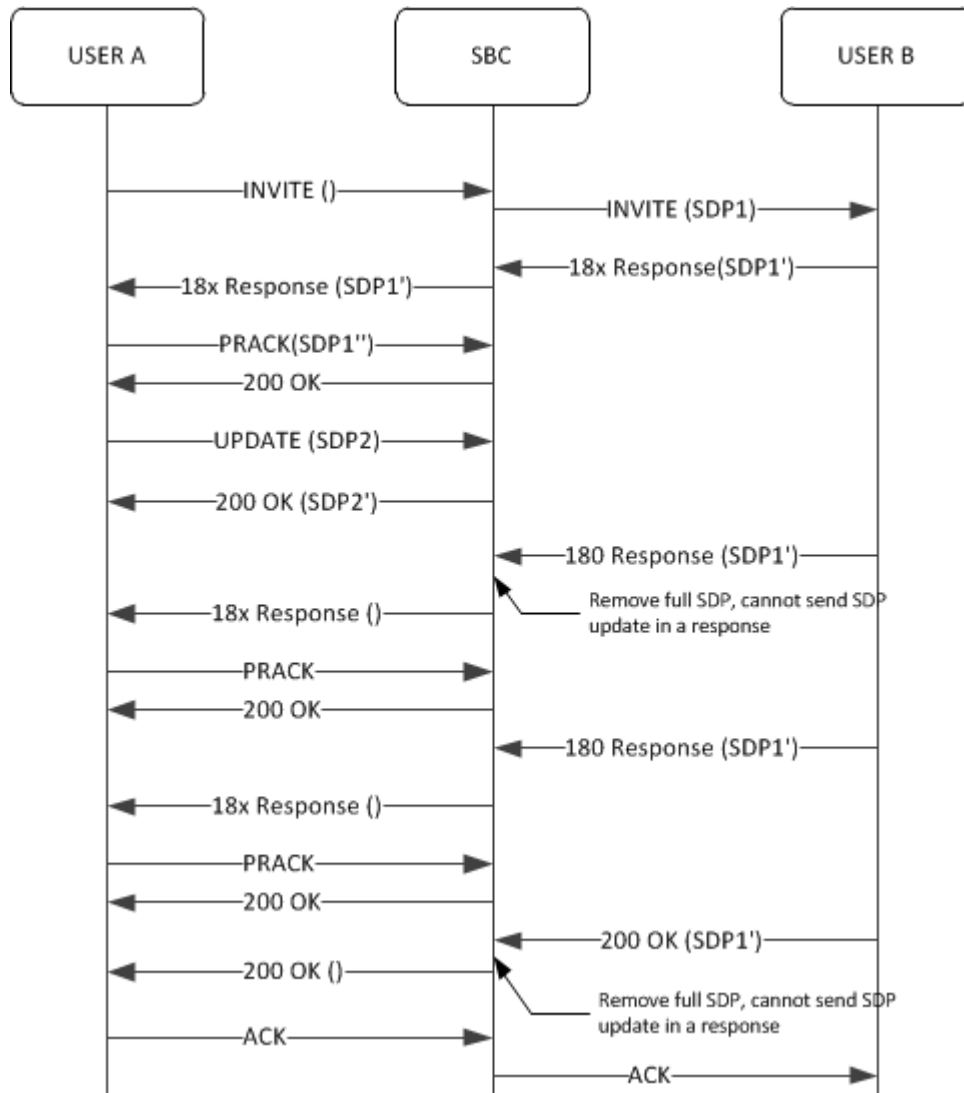 USER A
SBC
USER B
INVITE ()
INVITE (SDP1)
18x Response(SDP1')
18x Response (SDP1')
PRACK(SDP1'')
200 OK
UPDATE (SDP2)
200 OK (SDP2')
180 Response (SDP1')
Remove full SDP, cannot send SDP
update in a response
18x Response ()
PRACK
200 OK
180 Response (SDP1')
18x Response ()
PRACK
200 OK
200 OK (SDP1')
200 OK ()
Remove full SDP, cannot send SDP
update in a response
ACK
ACK